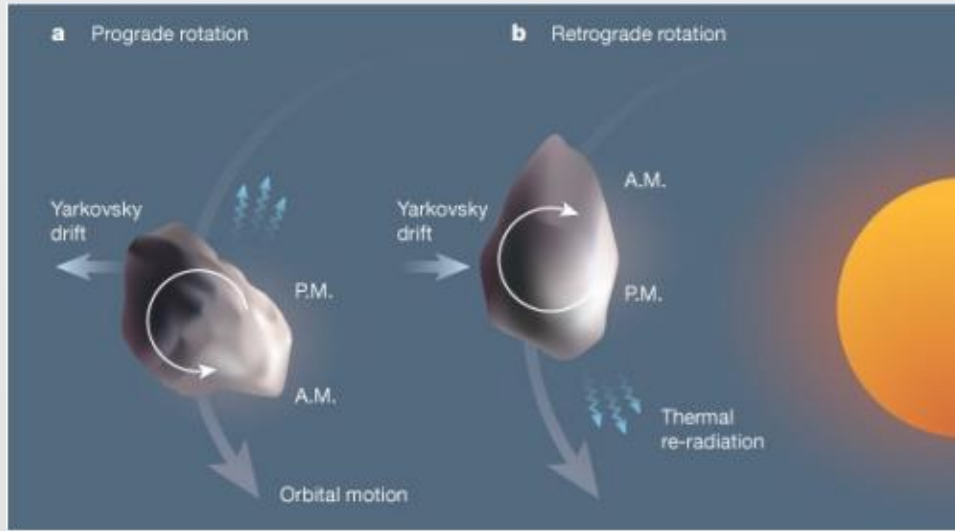 a Prograde rotation
b Retrograde rotation
Yarkovsky
drift
P.M.
A.M.
Orbital motion
Yarkovsky
drift
A.M.
P.M.
Thermal
re-radiation